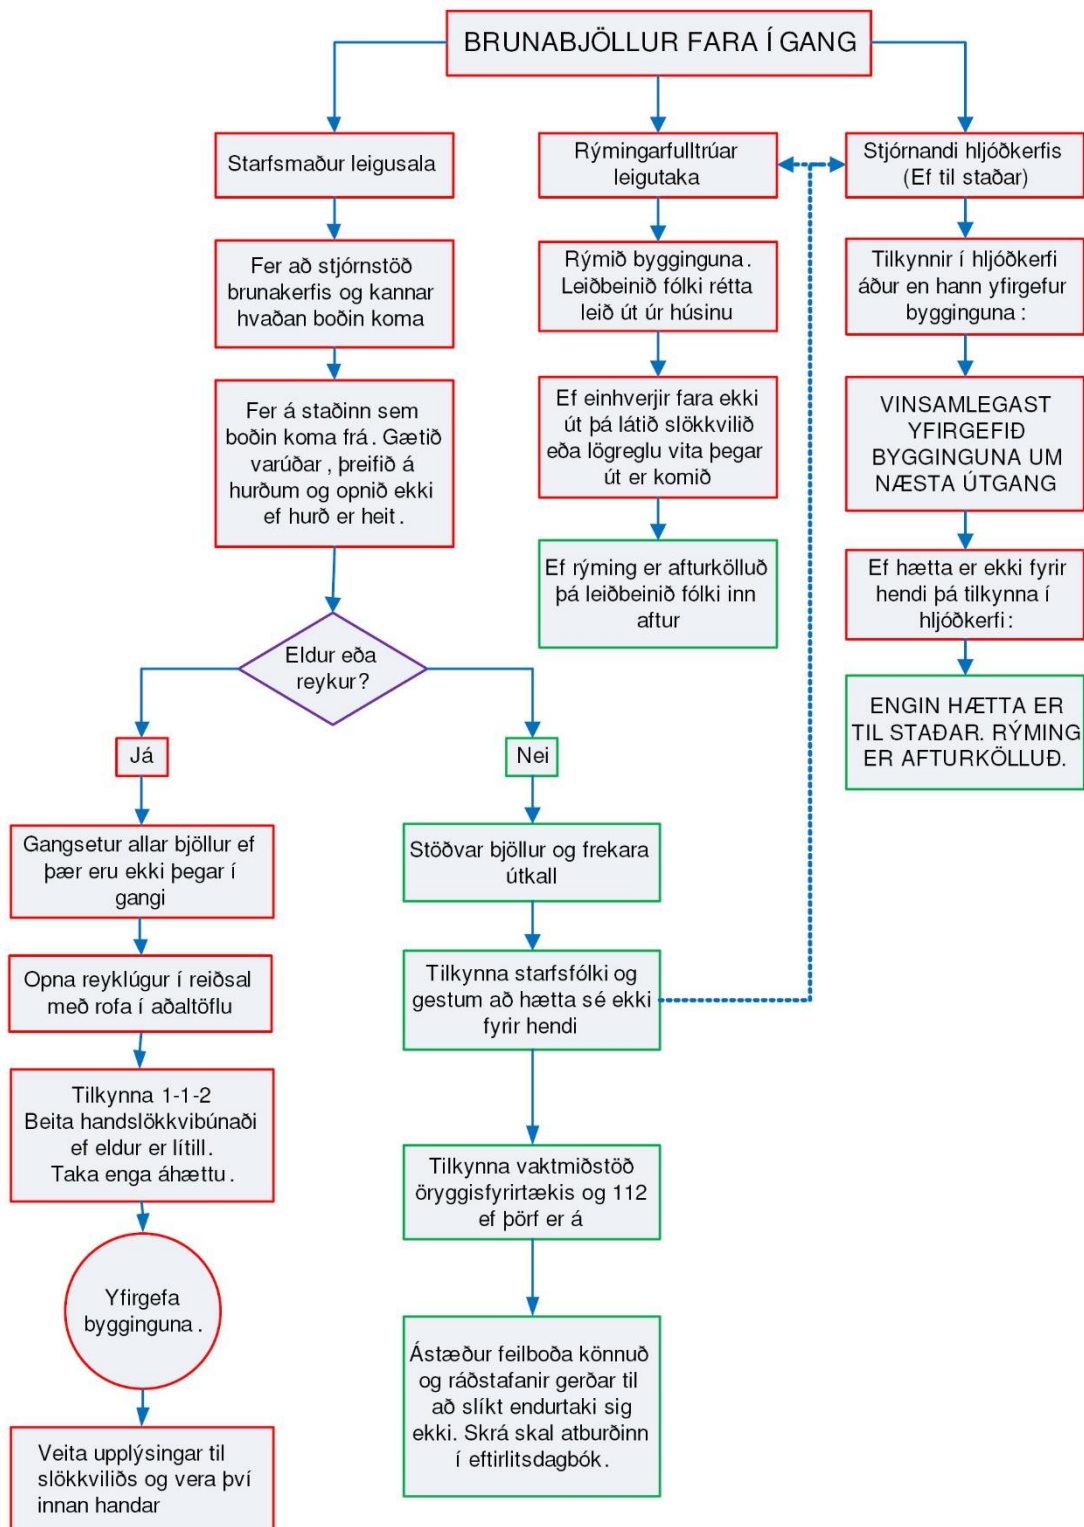 BRUNABJÖLLUR FARA Í GANG
Starfsmaður leigusala
Fer að stjórnstöð
brunakerfis og kannar
hvaðan boðin koma
Fer á staðinn sem
boðin koma frá. Gætið
varúðar, þreifið á
hurðum og opnið ekki
ef hurð er heit.
Eldur eða
reykur?
Já
Gangsetur allar bjöllur ef
þær eru ekki þegar í
gangi
Opna reyklúgur í reiðsal
með rofa í aðaltöflu
Tilkynna 1-1-2
Beita handslökkvibúnaði
ef eldur er lítill.
Taka enga áhættu.
Yfirgefa
bygginguna.
Veita upplýsingar til
slökkviliðs og vera því
innan handar
Nei
Stöðvar bjöllur og frekara
útkall
Tilkynna starfsfólki og
gestum að hætta sé ekki
fyrir hendi
Tilkynna vaktmiðstöð
öryggisfyrirtækis og 112
ef þörf er á
Ástæður feilboða könnuð
og ráðstafanir gerðar til
að slíkt endurtaki sig
ekki. Skrá skal atburðinn
í eftirlitsdagbók.
Rýmingarfulltrúar
leigutaka
Rýmið bygginguna.
Leiðbeinið fólki rétta
leið út úr húsinu
Ef einhverjir fara ekki
út þá látið slökkvilið
eða lögreglu vita þegar
út er komið
Ef rýming er afturkölluð
þá leiðbeinið fólki inn
aftur
Stjórnandi hljóðkerfis
(Ef til staðar)
Tilkynnir í hljóðkerfi
áður en hann yfirgefur
bygginguna:
VINSAMLEGAST
YFIRGEFIÐ
BYGGINGUNA UM
NÆSTA ÚTGANG
Ef hætta er ekki fyrir
hendi þá tilkynna í
hljóðkerfi:
ENGIN HÆTTA ER
TIL STAÐAR. RÝMING
ER AFTURKÖLLUÐ.